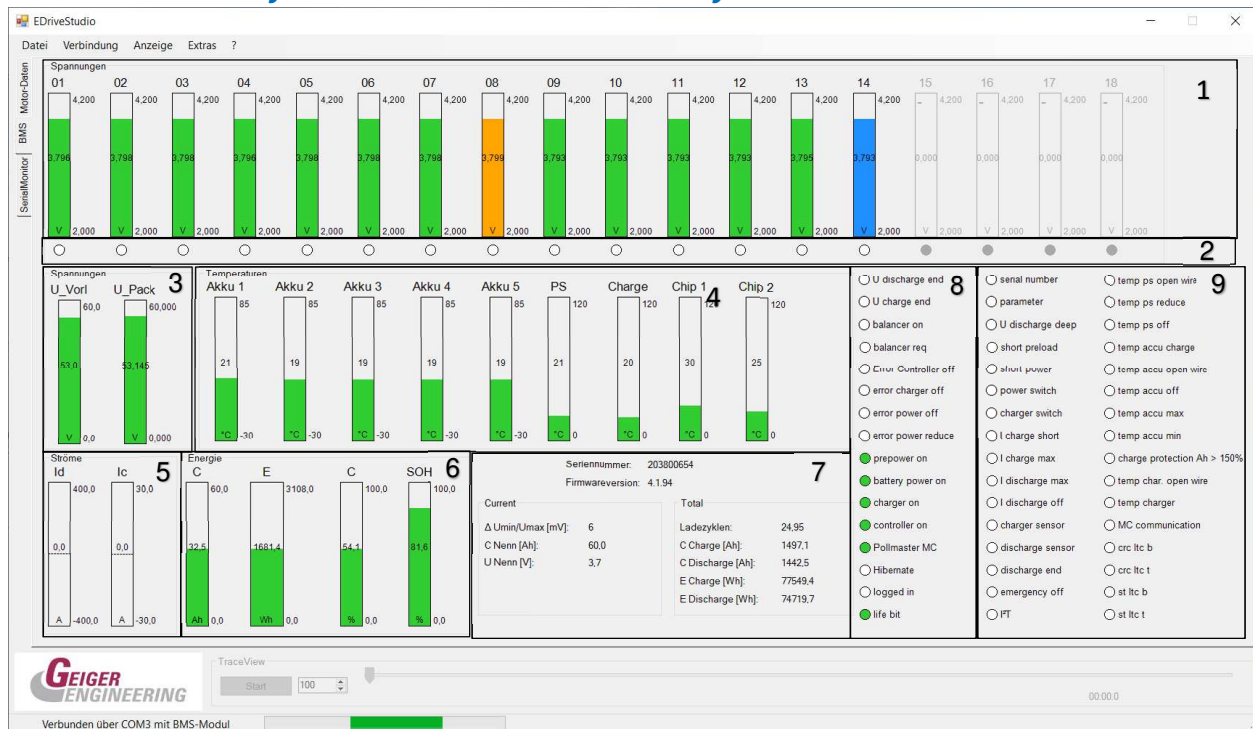 EDriveStudio
Datei Verbindung Anzeige Extras ?
Motor-Daten
BMS
SerialMonitor
Spannungen
01 02 03 04 05 06 07 08 09 10 11 12 13 14 15 16 17 18
1
4,200 4,200 4,200 4,200 4,200 4,200 4,200 4,200 4,200 4,200 4,200 4,200 4,200 4,200 - 4,200 - 4,200 - 4,200 - 4,200
3,796 3,798 3,798 3,796 3,798 3,798 3,798 3,799 3,793 3,793 3,793 3,793 3,795 3,793 0,000 0,000 0,000 0,000
V 2,000 V 2,000 V 2,000 V 2,000 V 2,000 V 2,000 V 2,000 V 2,000 V 2,000 V 2,000 V 2,000 V 2,000 V 2,000 V 2,000 V 2,000 V 2,000 V 2,000 V 2,000
2
Spannungen
3
U_Vorl U_Pack
60,0 60,000
53,0 53,145
V 0,0 V 0,000
Temperaturen
4
Akku 1 Akku 2 Akku 3 Akku 4 Akku 5 PS Charge Chip 1 Chip 2
85 85 85 85 85 120 120 120 120
21 19 19 19 19 21 20 30 25
°C -30 °C -30 °C -30 °C -30 °C -30 °C 0 °C 0 °C 0 °C 0
Ströme
5
Id Ic
400,0 30,0
0,0 0,0
A -400,0 A -30,0
Energie
6
C E C SOH
60,0 3108,0 100,0 100,0
32,5 1681,4 54,1 81,6
Ah 0,0 Wh 0,0 % 0,0 % 0,0
7
Seriennummer: 203800654
Firmwareversion: 4.1.94
Current
Δ Umin/Umax [mV]: 6
C Nenn [Ah]: 60,0
U Nenn [V]: 3,7
Total
Ladezyklen: 24,95
C Charge [Ah]: 1497,1
C Discharge [Ah]: 1442,5
E Charge [Wh]: 77549,4
E Discharge [Wh]: 74719,7
8
U discharge end
U charge end
balancer on
balancer req
Error Controller off
error charger off
error power off
error power reduce
prepower on
battery power on
charger on
controller on
Pollmaster MC
Hibernate
logged in
life bit
9
serial number
parameter
U discharge deep
short preload
short power
power switch
charger switch
I charge short
I charge max
I discharge max
I discharge off
charger sensor
discharge sensor
discharge end
emergency off
I²T
temp ps open wire
temp ps reduce
temp ps off
temp accu charge
temp accu open wire
temp accu off
temp accu max
temp accu min
charge protection Ah > 150%
temp char. open wire
temp charger
MC communication
crc ltc b
crc ltc t
st ltc b
st ltc t
GEIGER
ENGINEERING
TraceView
Start 100
00:00.0
Verbunden über COM3 mit BMS-Modul